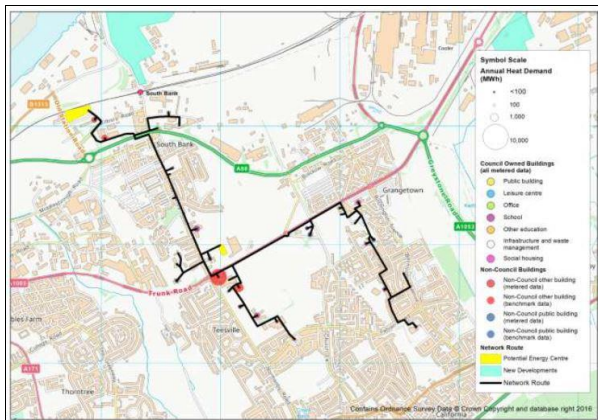 South Bank
B1513
South Bank
A66
Grangetown
Greystone Road
A1053
Trunk Road
Teesville
A171
Thorntree
California
Symbol Scale
Annual Heat Demand
(MWh)
<100
100
1,000
10,000
Council Owned Buildings
(all metered data)
Public building
Leisure centre
Office
School
Other education
Infrastructure and waste
management
Social housing
Non-Council Buildings
Non-Council other building
(metered data)
Non-Council other building
(benchmark data)
Non-Council public building
(metered data)
Non-Council public building
(benchmark data)
Network Route
Potential Energy Centre
New Developments
Network Route
Contains Ordnance Survey Data © Crown Copyright and database right 2016